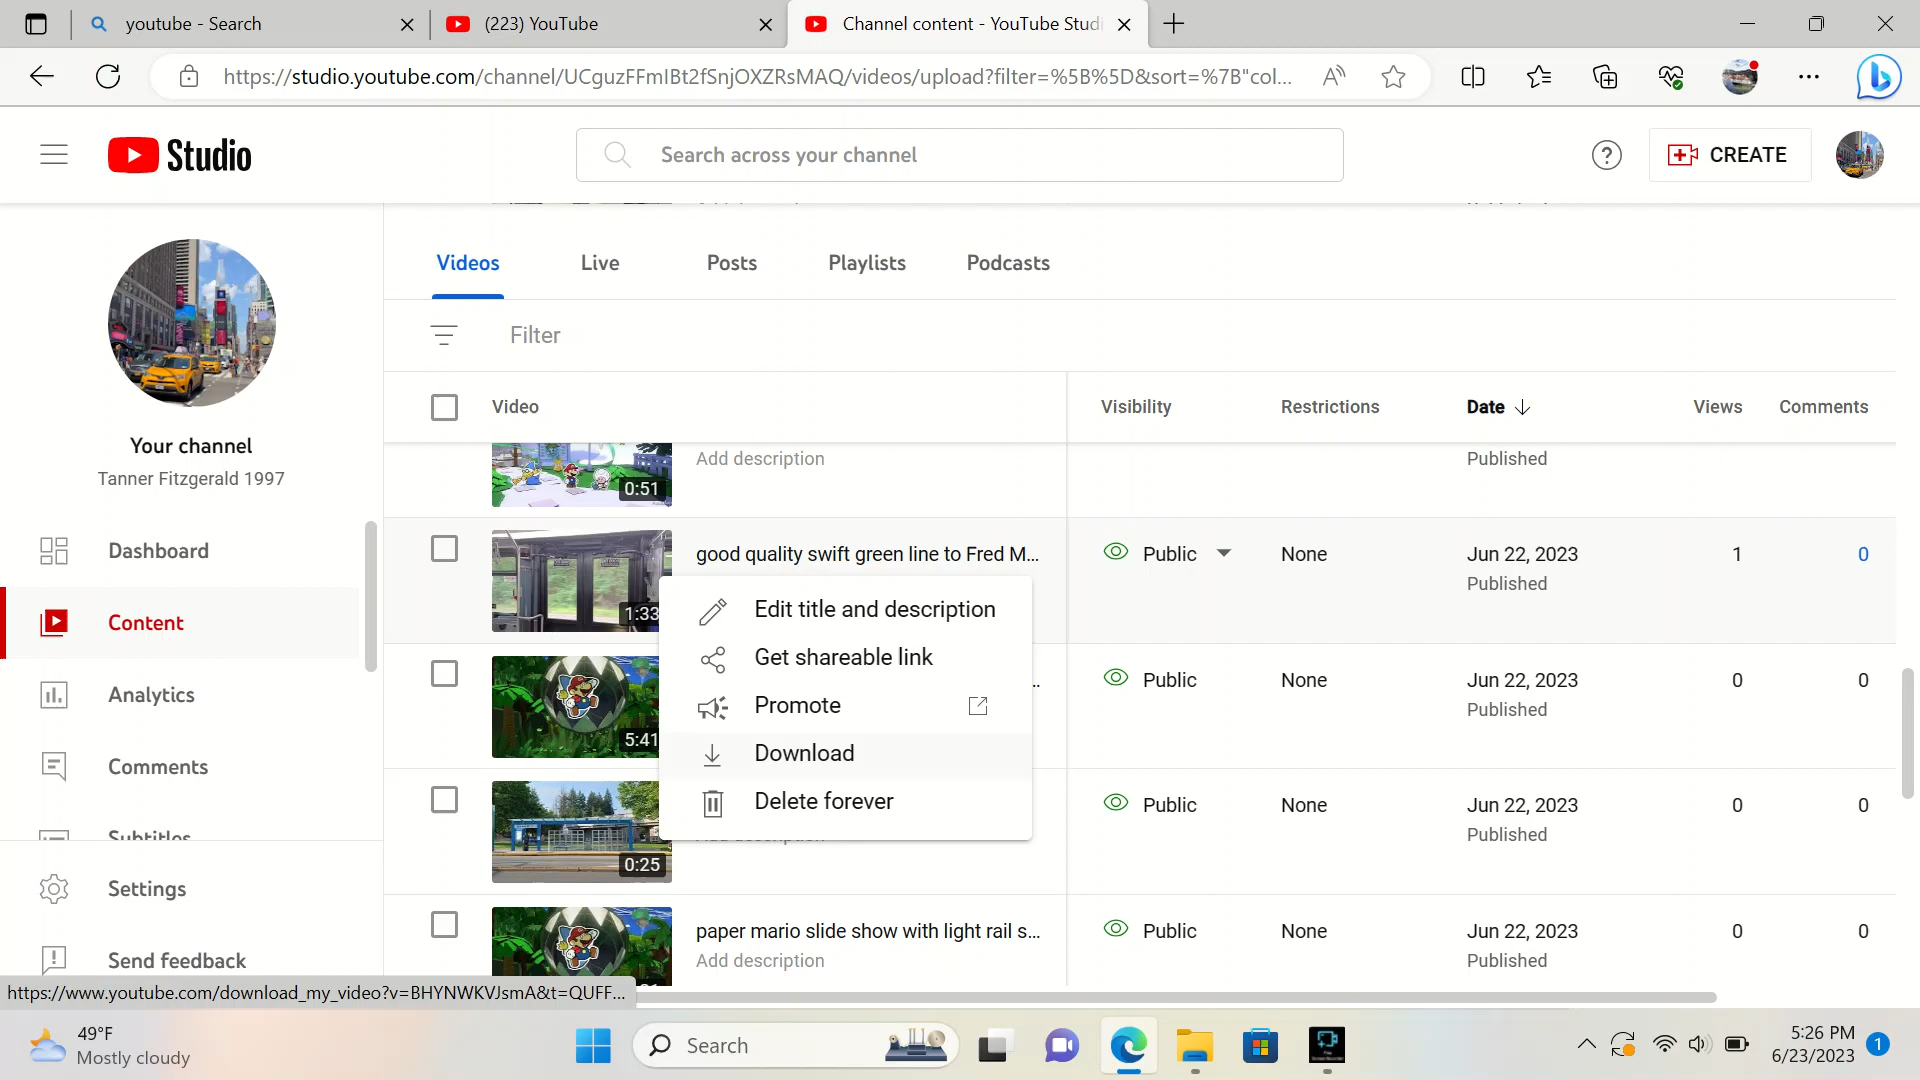 youtube - Search
(223) YouTube
Channel content - YouTube Studi
https://studio.youtube.com/channel/UCguzFFmIBt2fSnjOXZRsMAQ/videos/upload?filter=%5B%5D&sort=%7B"col...
Studio
Search across your channel
CREATE
Your channel
Tanner Fitzgerald 1997
Dashboard
Content
Analytics
Comments
Subtitles
Settings
Send feedback
Videos
Live
Posts
Playlists
Podcasts
Filter
Video
Visibility
Restrictions
Date
Views
Comments
0:51
Add description
Published
1:33
good quality swift green line to Fred M...
Public
None
Jun 22, 2023
Published
1
0
Edit title and description
Get shareable link
Promote
Download
Delete forever
5:41
Public
None
Jun 22, 2023
Published
0
0
0:25
Public
None
Jun 22, 2023
Published
0
0
paper mario slide show with light rail s...
Add description
Public
None
Jun 22, 2023
Published
0
0
https://www.youtube.com/download_my_video?v=BHYNWKVJsmA&t=QUFF...
49°F
Mostly cloudy
Search
5:26 PM
6/23/2023
1